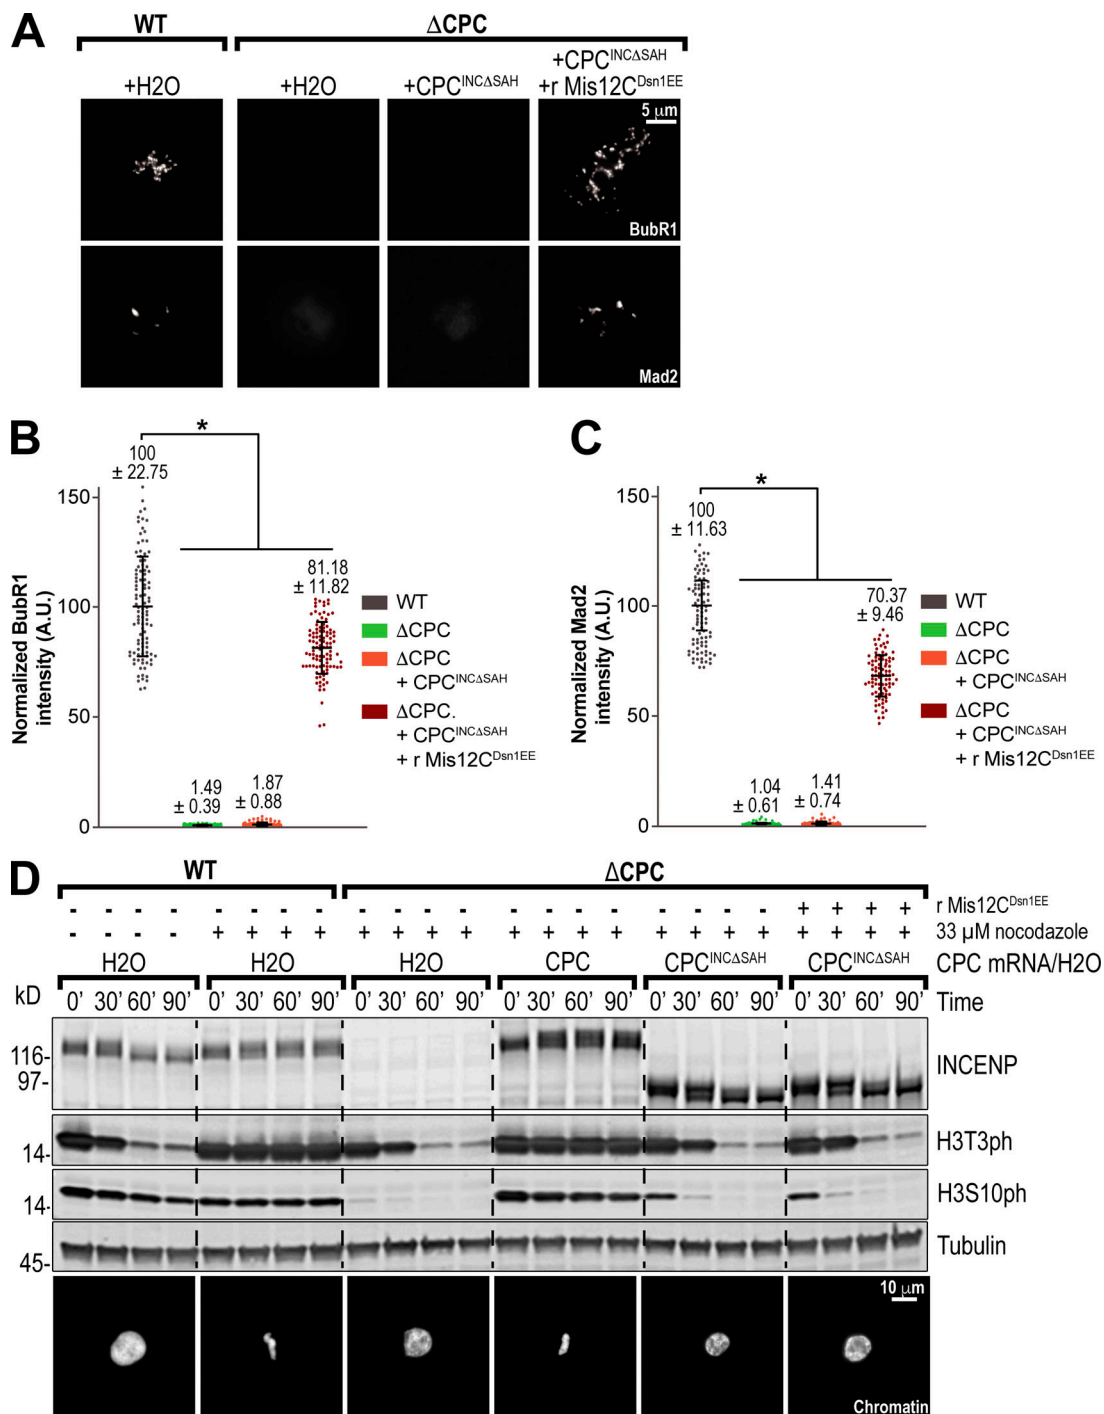 A
WT
ΔCPC
+H2O
+H2O
+CPC^INCΔSAH
+CPC^INCΔSAH
+r Mis12C^Dsn1EE
5 μm
BubR1
Mad2
B
Normalized BubR1
intensity (A.U.)
150
100
50
0
*
100
± 22.75
1.49
± 0.39
1.87
± 0.88
81.18
± 11.82
WT
ΔCPC
ΔCPC
+ CPC^INCΔSAH
ΔCPC.
+ CPC^INCΔSAH
+ r Mis12C^Dsn1EE
C
Normalized Mad2
intensity (A.U.)
150
100
50
0
*
100
± 11.63
1.04
± 0.61
1.41
± 0.74
70.37
± 9.46
WT
ΔCPC
ΔCPC
+ CPC^INCΔSAH
ΔCPC
+ CPC^INCΔSAH
+ r Mis12C^Dsn1EE
D
WT
ΔCPC
- - - - - - - - - - - - - - - - - - - - + + + + r Mis12C^Dsn1EE
- - - - + + + + + + + + + + + + + + + + + + + + 33 μM nocodazole
H2O H2O H2O CPC CPC^INCΔSAH CPC^INCΔSAH CPC mRNA/H2O
kD 0' 30' 60' 90' 0' 30' 60' 90' 0' 30' 60' 90' 0' 30' 60' 90' 0' 30' 60' 90' 0' 30' 60' 90' Time
116-
97-
INCENP
14-
H3T3ph
14-
H3S10ph
45-
Tubulin
10 μm
Chromatin